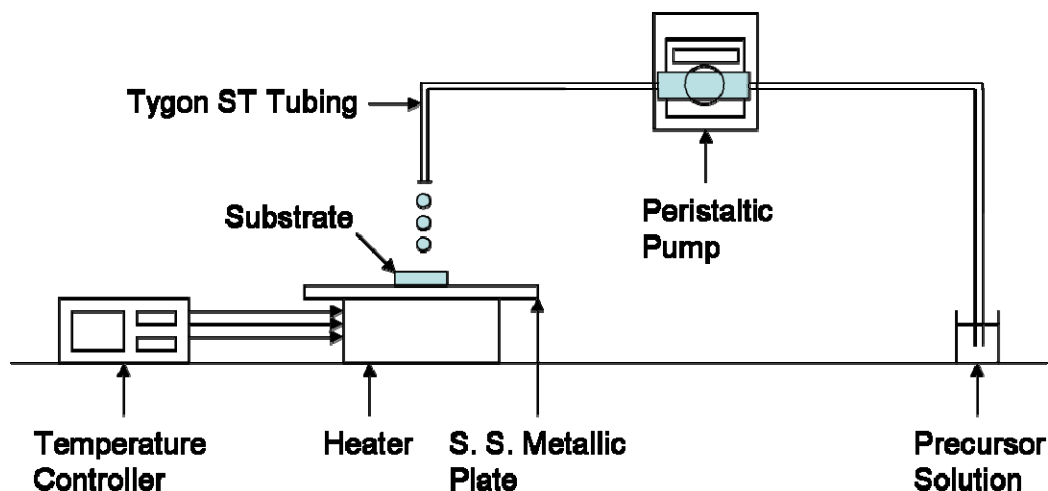 Tygon ST Tubing
Substrate
Peristaltic
Pump
Temperature
Controller
Heater
S. S. Metallic
Plate
Precursor
Solution